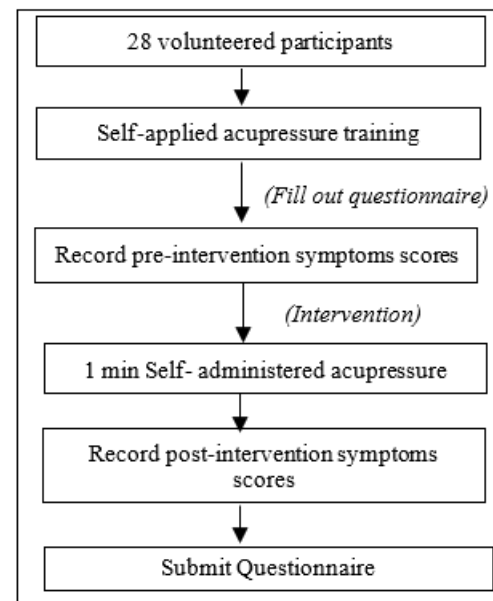 28 volunteered participants
Self-applied acupressure training
(Fill out questionnaire)
Record pre-intervention symptoms scores
(Intervention)
1 min Self- administered acupressure
Record post-intervention symptoms
scores
Submit Questionnaire